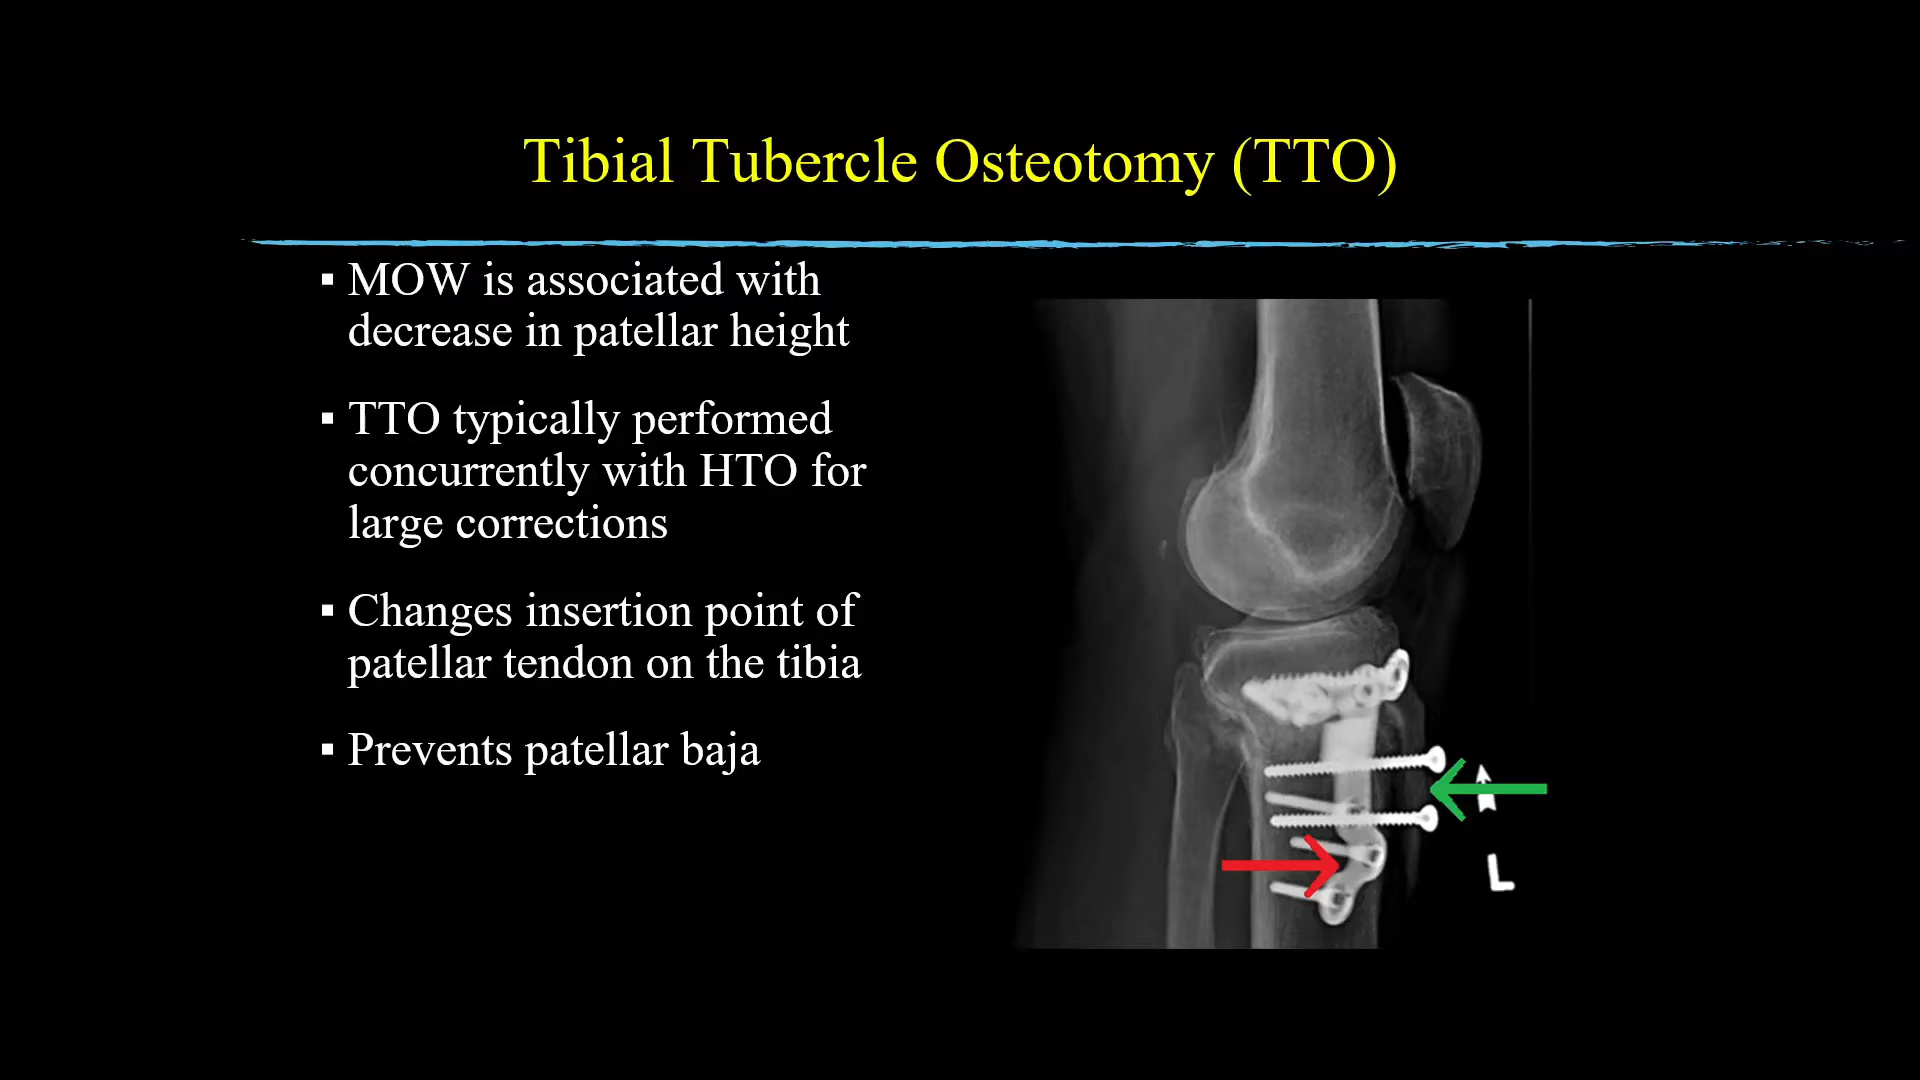 Tibial Tubercle Osteotomy (TTO)
▪ MOW is associated with
decrease in patellar height
▪ TTO typically performed
concurrently with HTO for
large corrections
▪ Changes insertion point of
patellar tendon on the tibia
▪ Prevents patellar baja
L